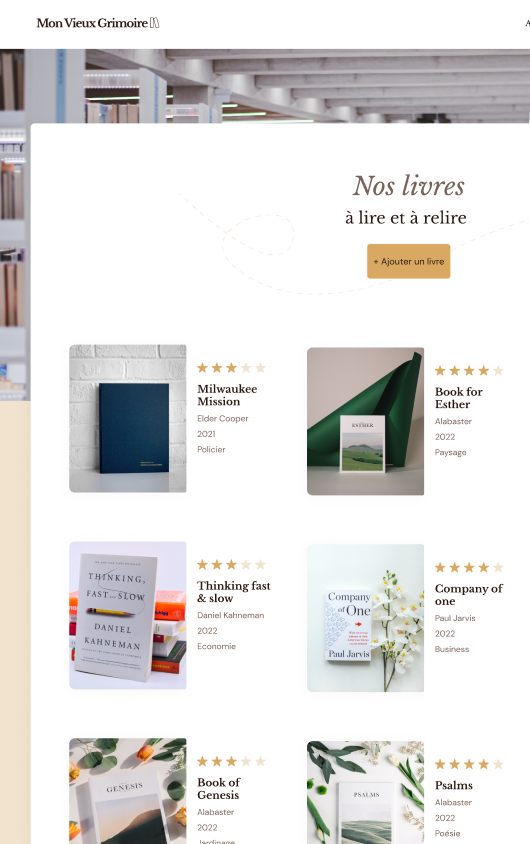 Mon Vieux Grimoire
A
Nos livres
à lire et à relire
+ Ajouter un livre
Milwaukee
Mission
Elder Cooper
2021
Policier
ESTHER
Book for
Esther
Alabaster
2022
Paysage
THINKING,
FAST AND SLOW
DANIEL
KAHNEMAN
Thinking fast
& slow
Daniel Kahneman
2022
Economie
Company
of One
Paul Jarvis
Company of
one
Paul Jarvis
2022
Business
GENESIS
Book of
Genesis
Alabaster
2022
Jardinage
PSALMS
Psalms
Alabaster
2022
Poésie